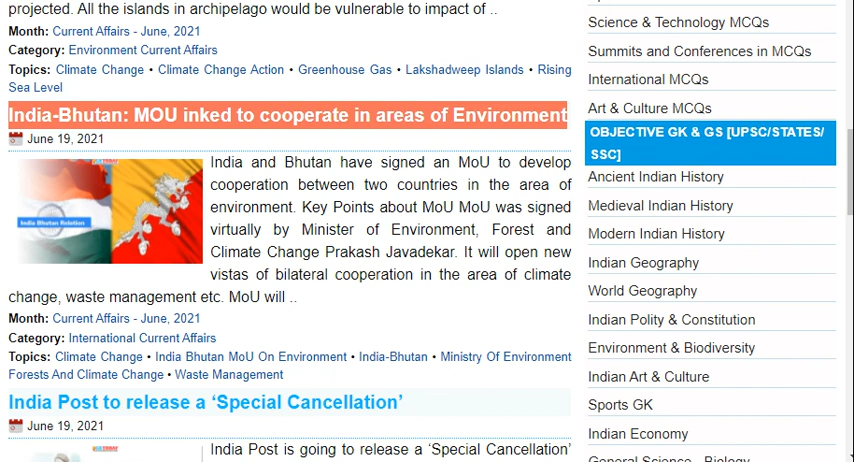 projected. All the islands in archipelago would be vulnerable to impact of ..
Month: Current Affairs - June, 2021
Category: Environment Current Affairs
Topics: Climate Change • Climate Change Action • Greenhouse Gas • Lakshadweep Islands • Rising
Sea Level
India-Bhutan: MOU inked to cooperate in areas of Environment
June 19, 2021
India and Bhutan have signed an MoU to develop
cooperation between two countries in the area of
environment. Key Points about MoU MoU was signed
virtually by Minister of Environment, Forest and
Climate Change Prakash Javadekar. It will open new
vistas of bilateral cooperation in the area of climate
change, waste management etc. MoU will ..
India Bhutan Relation
Month: Current Affairs - June, 2021
Category: International Current Affairs
Topics: Climate Change • India Bhutan MoU On Environment • India-Bhutan • Ministry Of Environment
Forests And Climate Change • Waste Management
India Post to release a ‘Special Cancellation’
June 19, 2021
India Post is going to release a ‘Special Cancellation’
Science & Technology MCQs
Summits and Conferences in MCQs
International MCQs
Art & Culture MCQs
OBJECTIVE GK & GS [UPSC/STATES/
SSC]
Ancient Indian History
Medieval Indian History
Modern Indian History
Indian Geography
World Geography
Indian Polity & Constitution
Environment & Biodiversity
Indian Art & Culture
Sports GK
Indian Economy
General Science - Biology